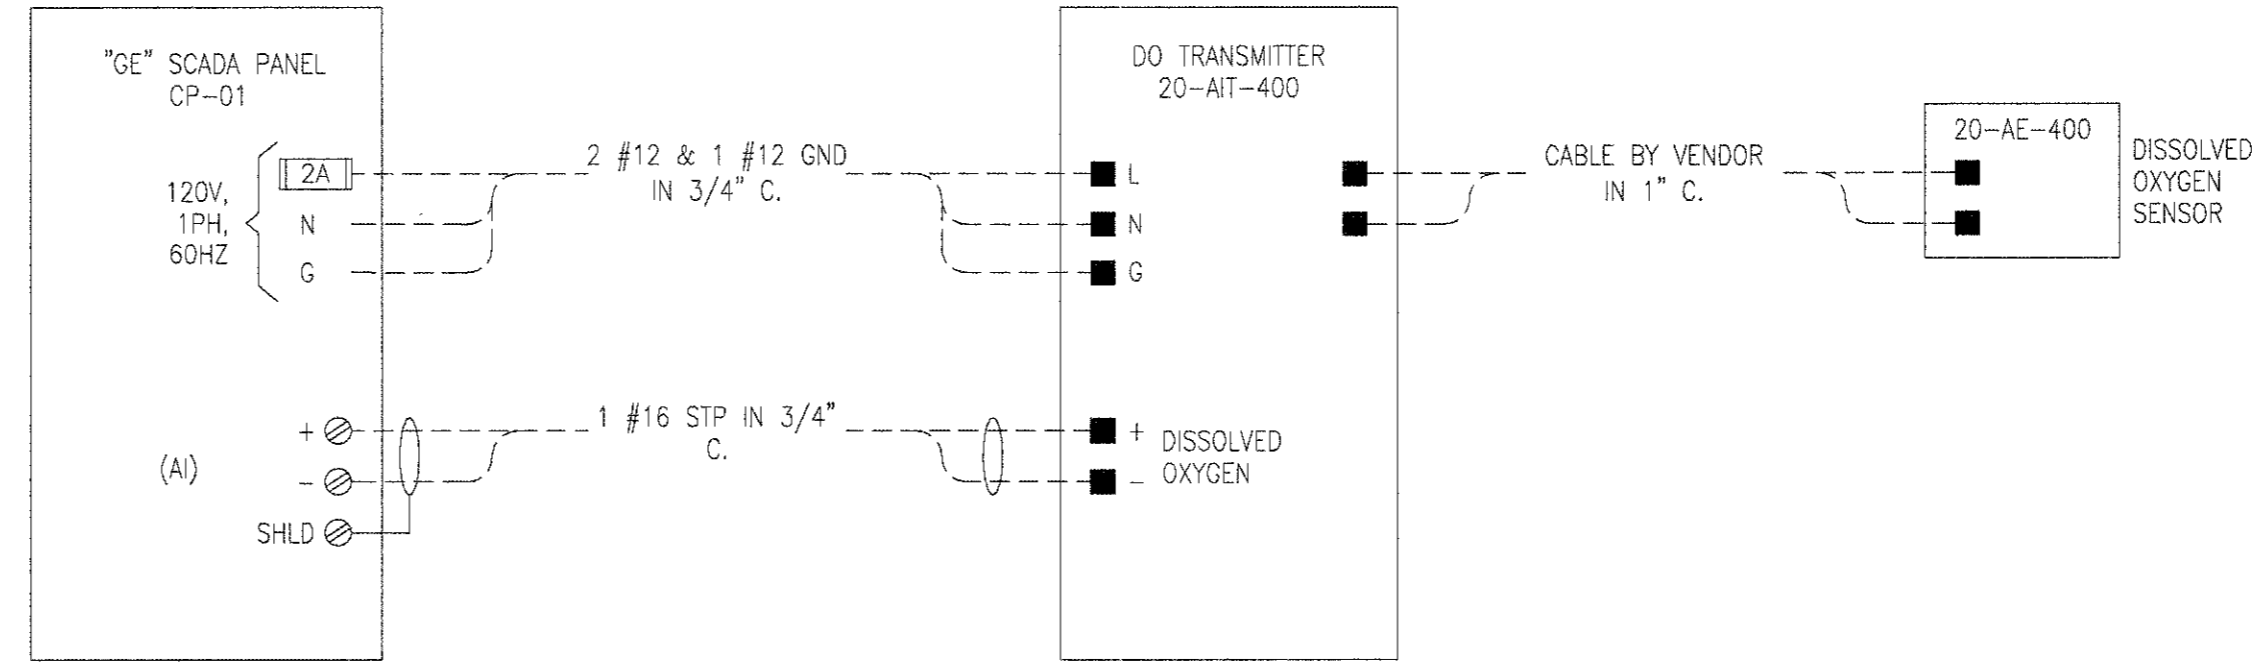 "GE" SCADA PANEL
CP-01
120V,
1PH,
60HZ
2A
N
G
2 #12 & 1 #12 GND
IN 3/4" C.
(AI)
+
-
SHLD
1 #16 STP IN 3/4"
C.
DO TRANSMITTER
20-AIT-400
L
N
G
+
-
DISSOLVED
OXYGEN
CABLE BY VENDOR
IN 1" C.
20-AE-400
DISSOLVED
OXYGEN
SENSOR